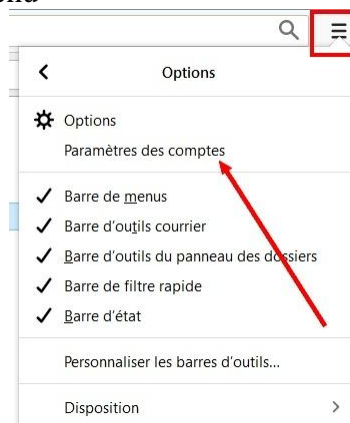 Options
Options
Paramètres des comptes
Barre de menus
Barre d'outils courrier
Barre d'outils du panneau des dossiers
Barre de filtre rapide
Barre d'état
Personnaliser les barres d'outils...
Disposition